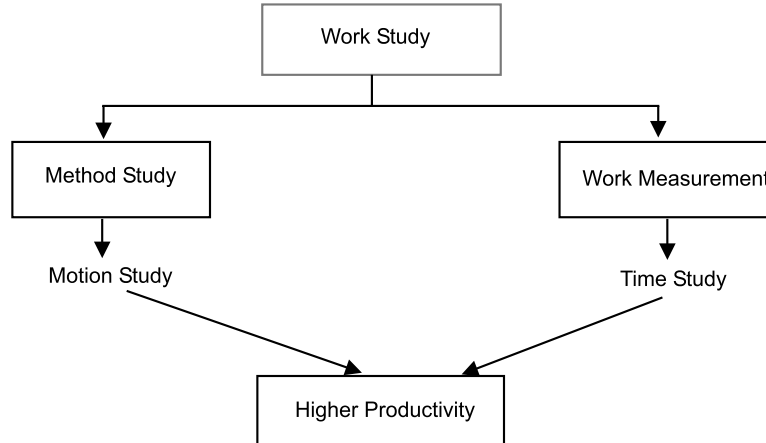 Work Study
Method Study
Work Measurement
Motion Study
Time Study
Higher Productivity